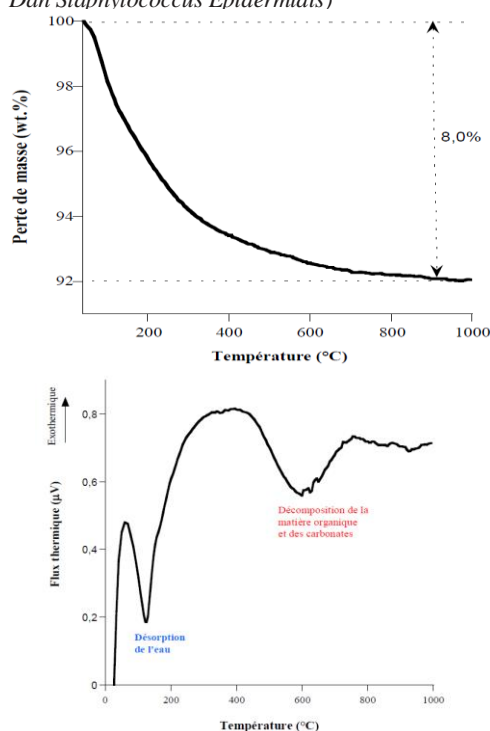 Dan Staphylococcus Epidermidis)
100
98
96
94
92
8,0%
Perte de masse (wt.%)
200
400
600
800
1000
Température (°C)
Exothermique
0,8
0,6
0,4
0,2
0
Flux thermique (µV)
Décomposition de la
matière organique
et des carbonates
Désorption
de l'eau
0
200
400
600
800
1000
Température (°C)